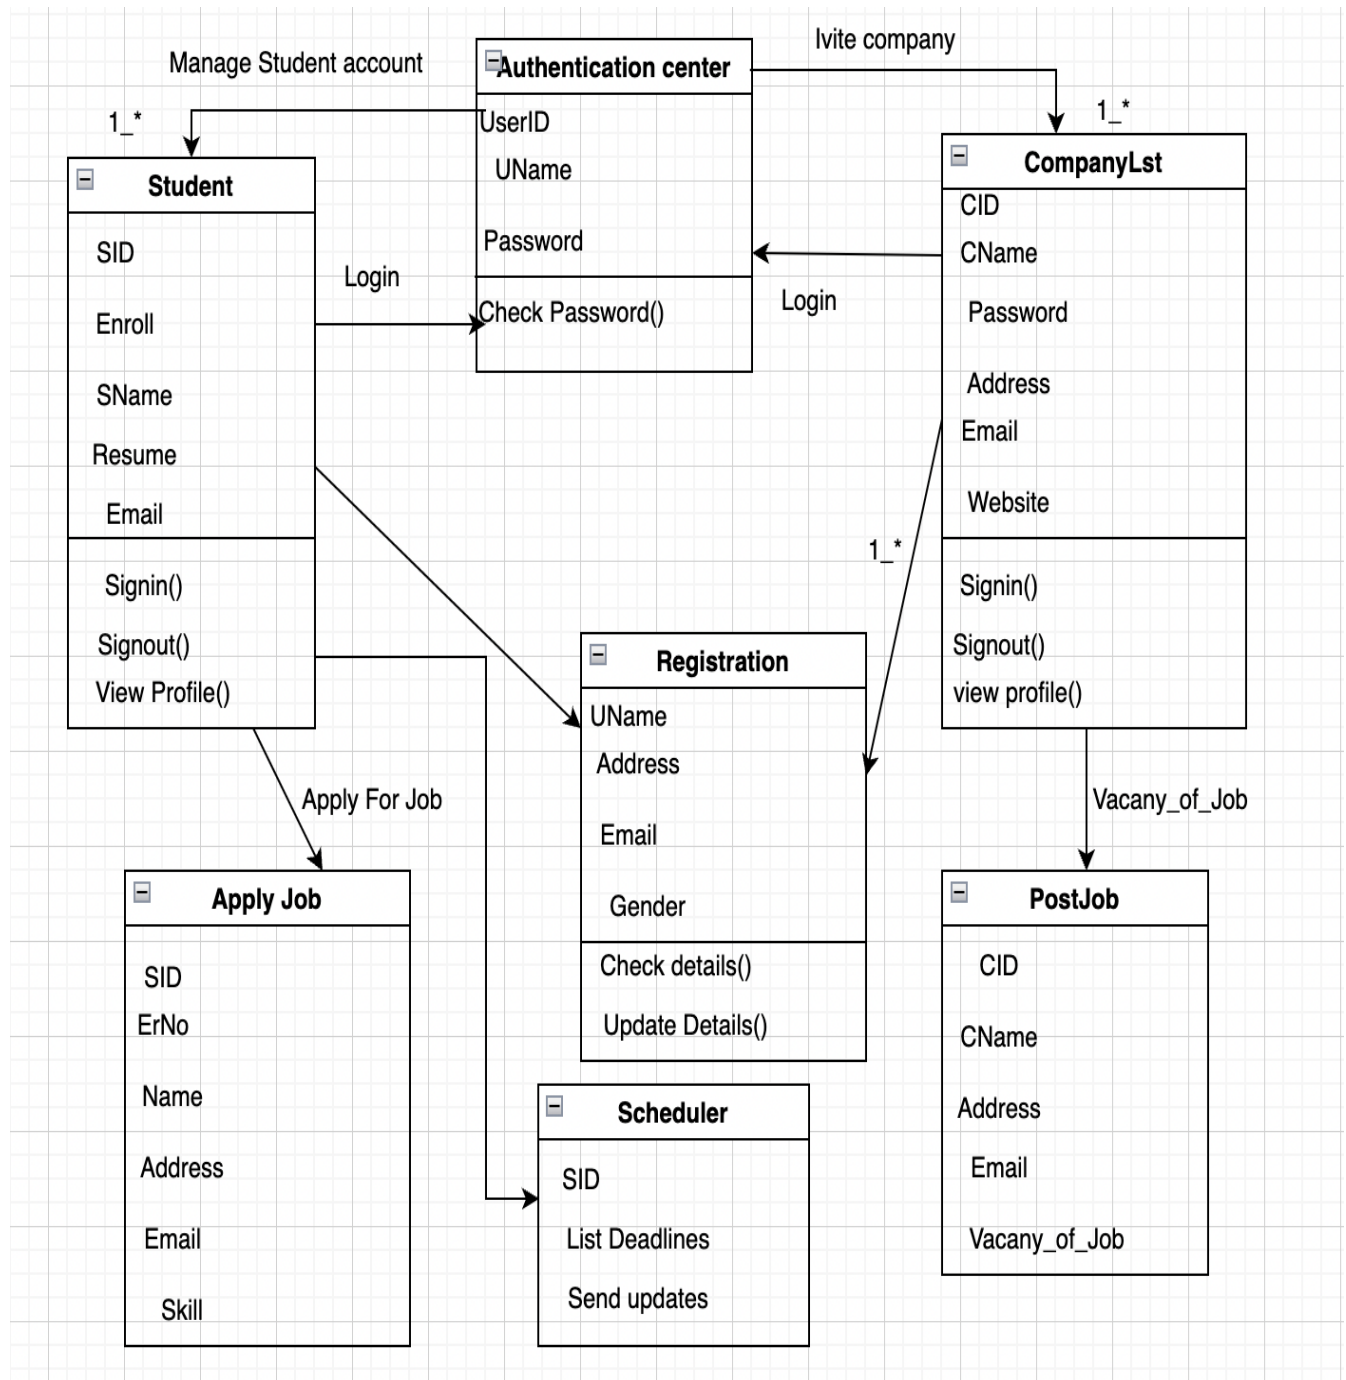 Manage Student account
1_*
Ivite company
1_*
Authentication center
UserID
UName
Password
Check Password()
Student
SID
Enroll
SName
Resume
Email
Signin()
Signout()
View Profile()
Login
Login
CompanyLst
CID
CName
Password
Address
Email
Website
Signin()
Signout()
view profile()
1_*
Registration
UName
Address
Email
Gender
Check details()
Update Details()
Apply For Job
Vacany_of_Job
Apply Job
SID
ErNo
Name
Address
Email
Skill
Scheduler
SID
List Deadlines
Send updates
PostJob
CID
CName
Address
Email
Vacany_of_Job